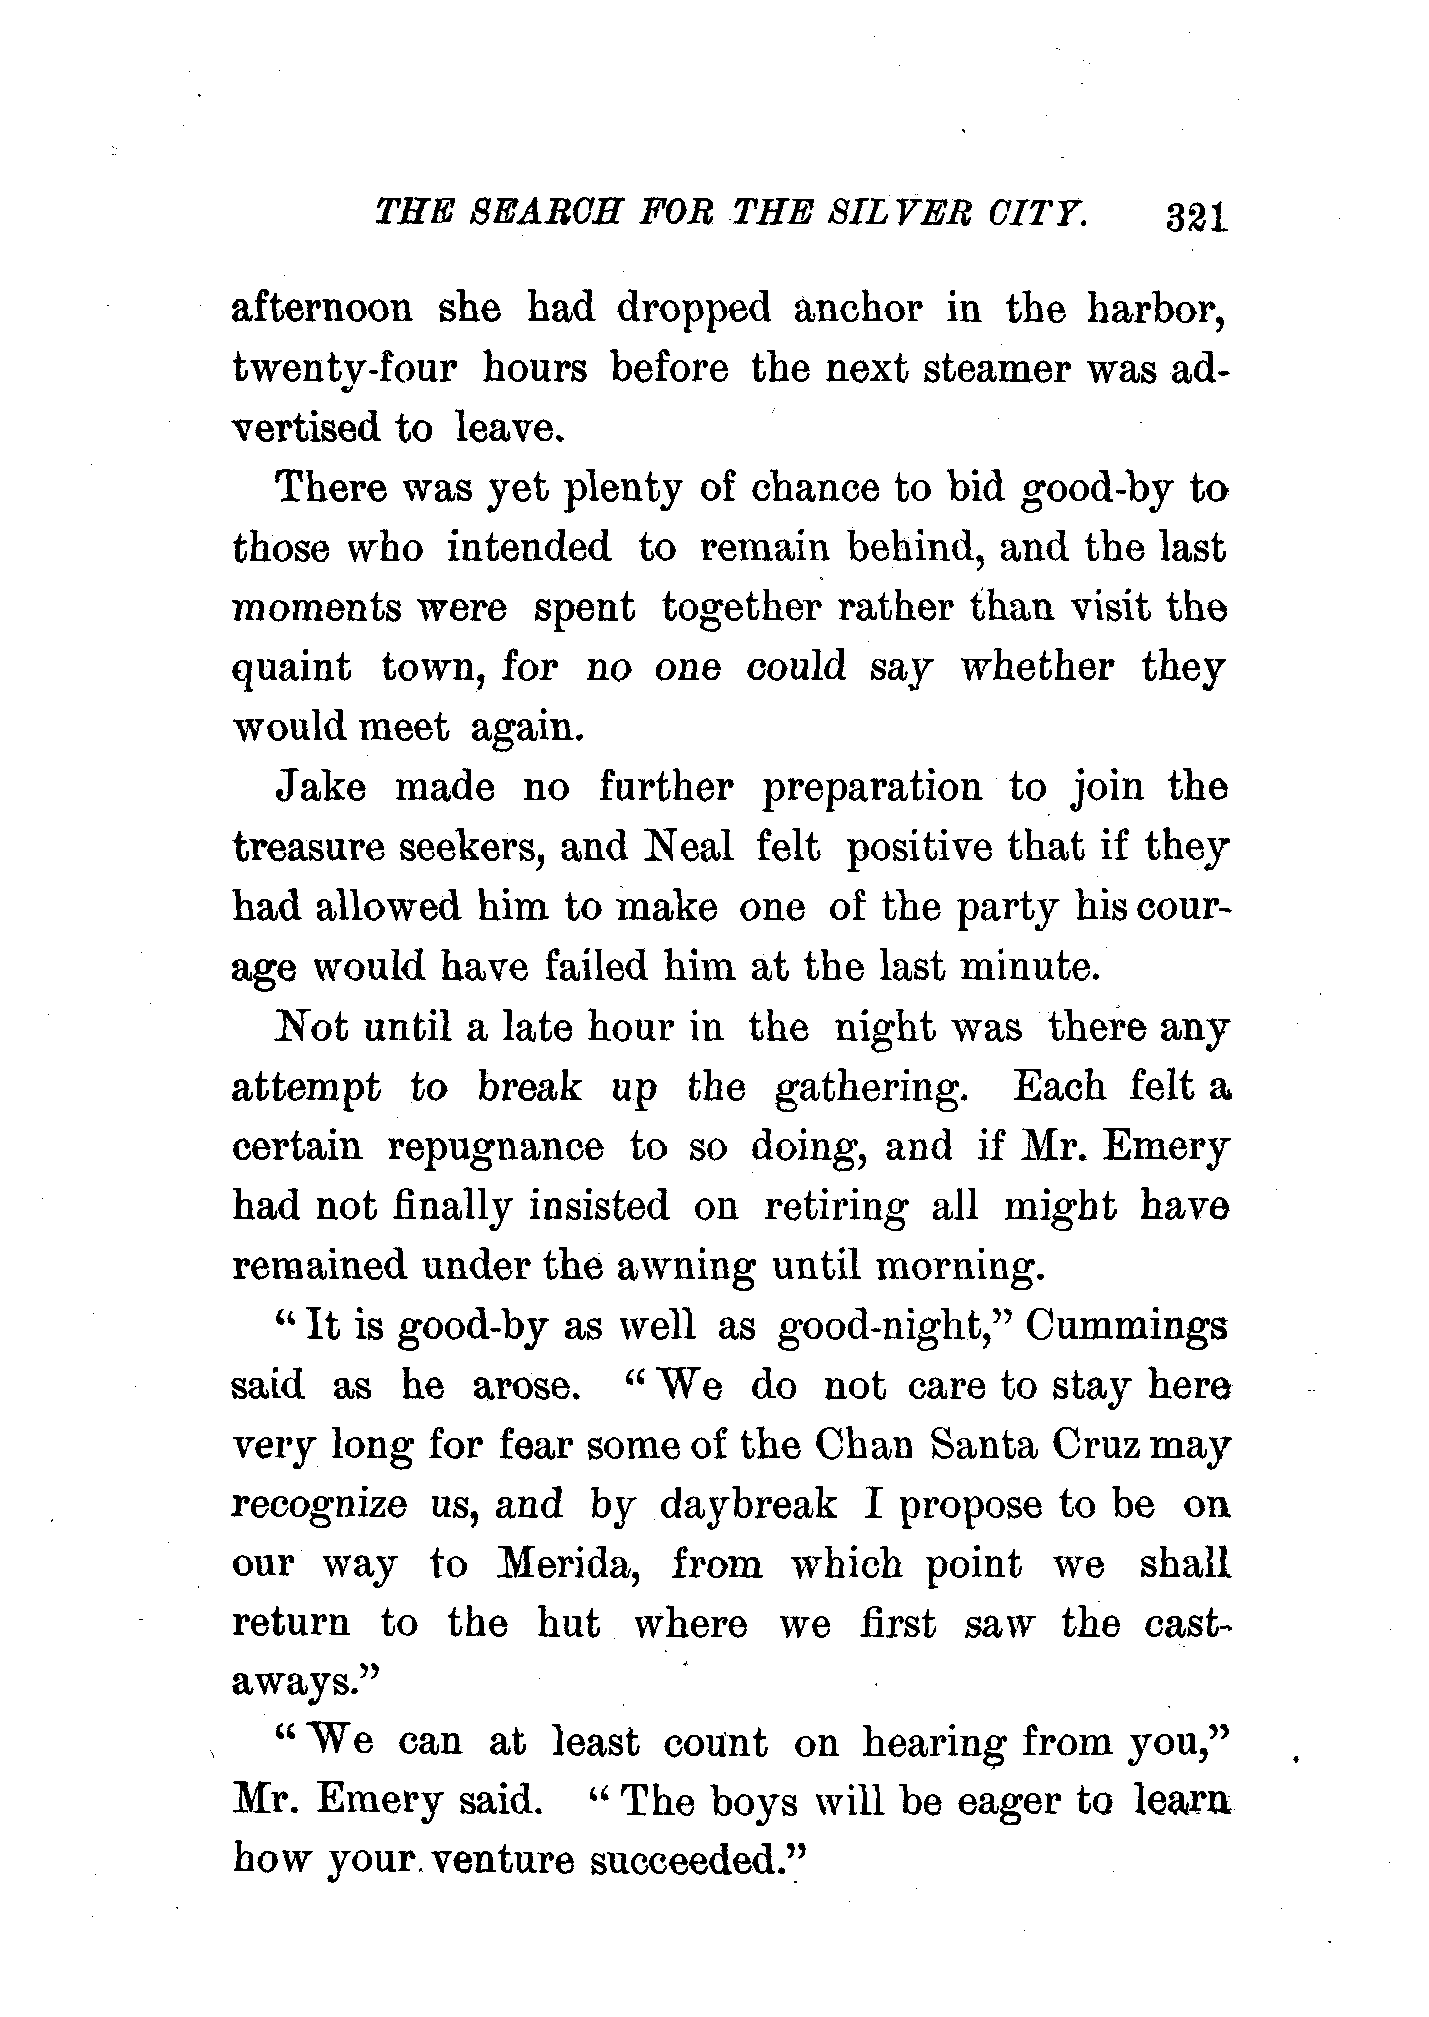 THE SEARCH FOR THE SILVER CITY. 321
afternoon she had dropped anchor in the harbor,
twenty-four hours before the next steamer was ad-
vertised to leave.
There was yet plenty of chance to bid good-by to
those who intended to remain behind, and the last
moments were spent together rather than visit the
quaint town, for no one could say whether they
would meet again.
Jake made no further preparation to join the
treasure seekers, and Neal felt positive that if they
had allowed him to make one of the party his cour-
age would have failed him at the last minute.
Not until a late hour in the night was there any
attempt to break up the gathering. Each felt a
certain repugnance to so doing, and if Mr. Emery
had not finally insisted on retiring all might have
remained under the awning until morning.
“It is good-by as well as good-night,” Cummings
said as he arose. “We do not care to stay here
very long for fear some of the Chan Santa Cruz may
recognize us, and by daybreak I propose to be on
our way to Merida, from which point we shall
return to the hut where we first saw the cast-
aways.”
“We can at least count on hearing from you,”
Mr. Emery said. “The boys will be eager to learn
how your venture succeeded.”